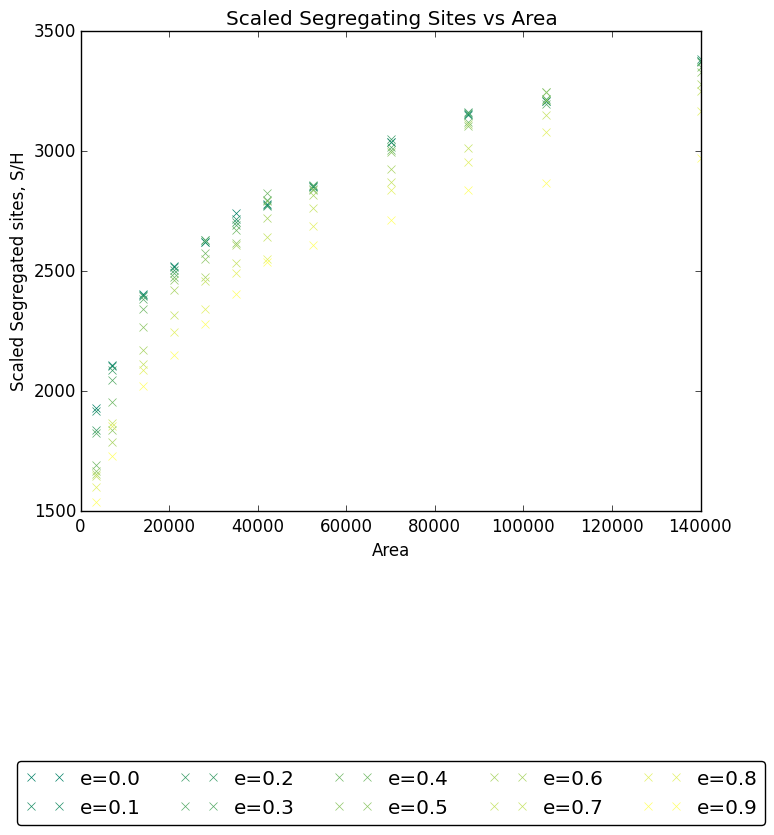 Scaled Segregating Sites vs Area
3500
3000
2500
2000
1500
Scaled Segregated sites, S/H
0 20000 40000 60000 80000 100000 120000 140000
Area
e=0.0 e=0.2 e=0.4 e=0.6 e=0.8
e=0.1 e=0.3 e=0.5 e=0.7 e=0.9